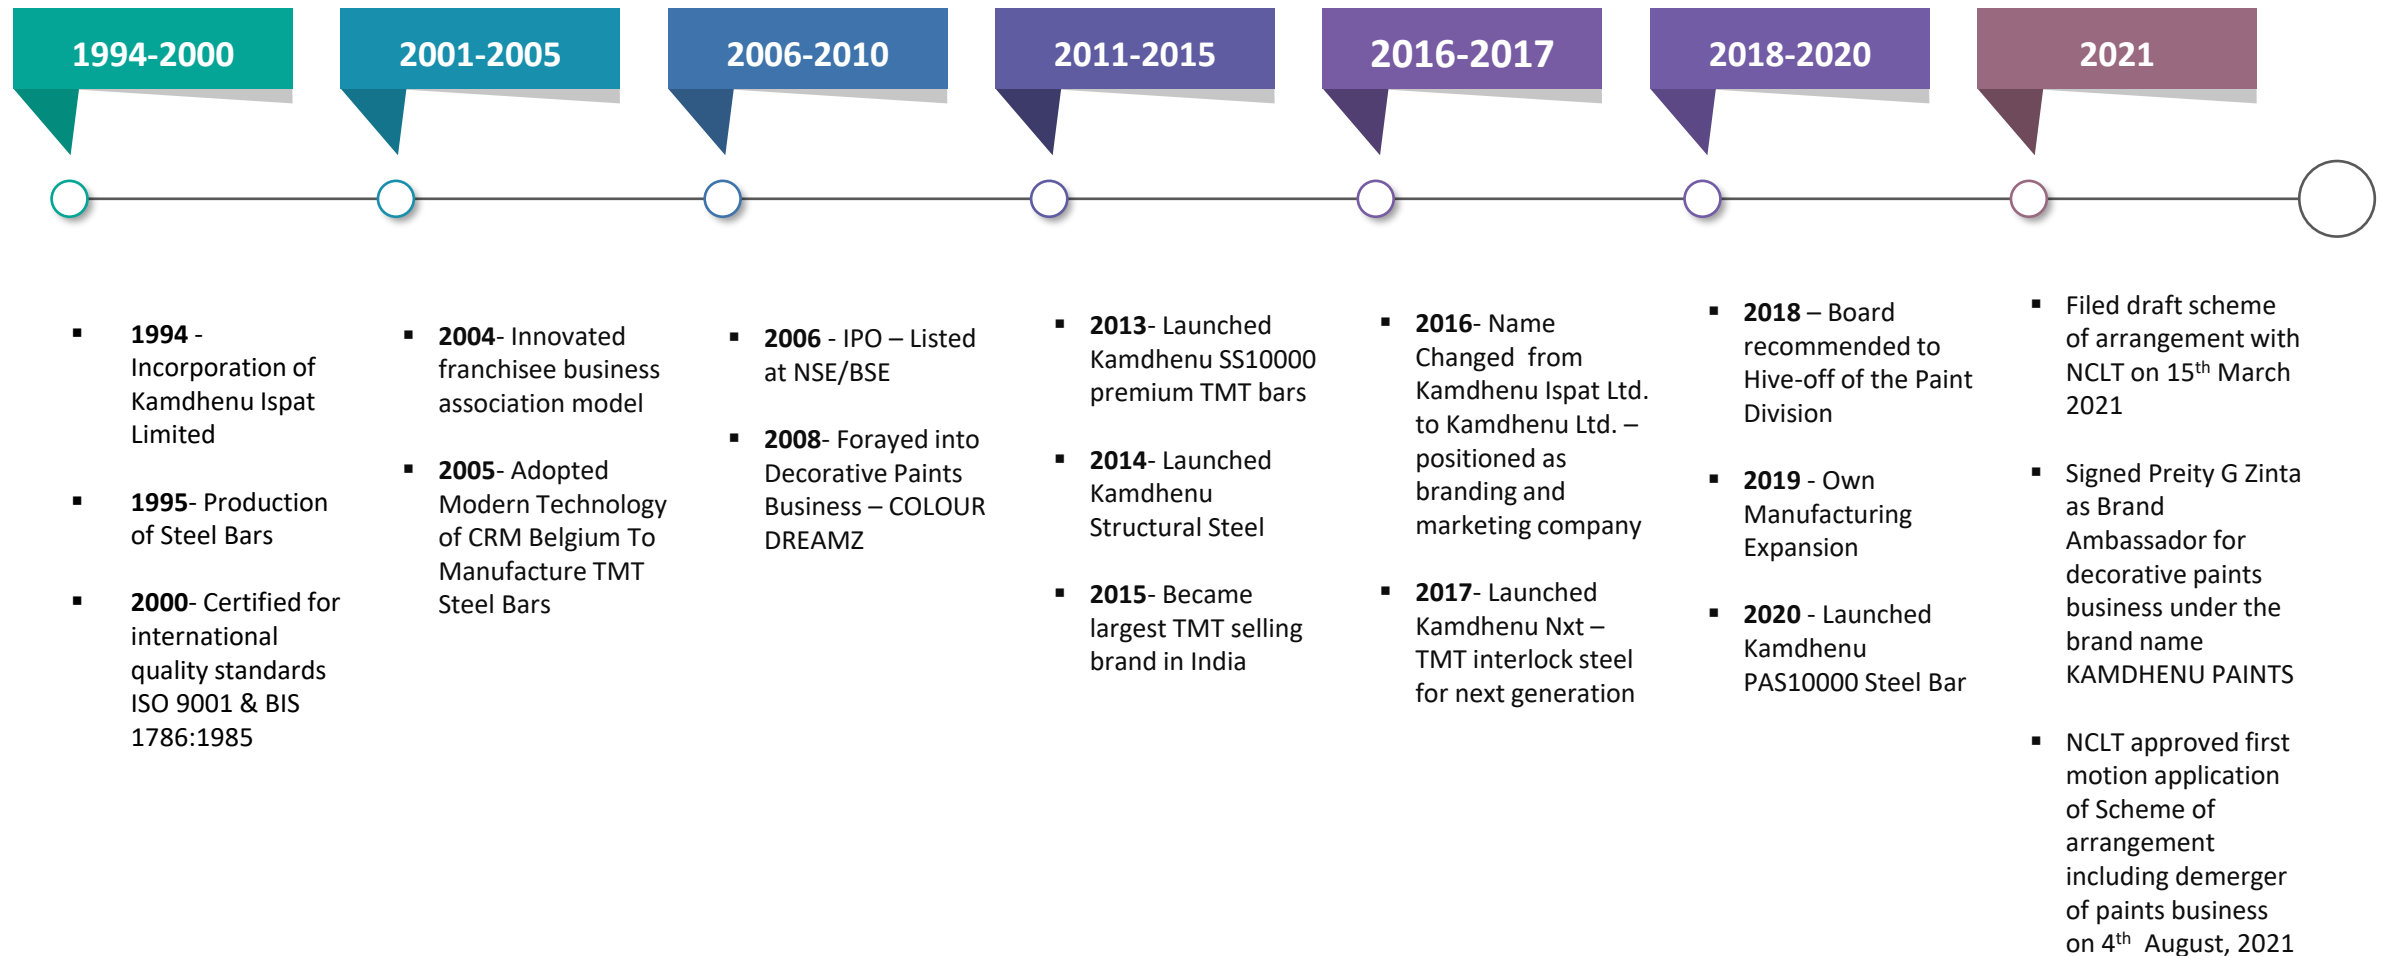 1994-2000
2001-2005
2006-2010
2011-2015
2016-2017
2018-2020
2021
▪ 1994 -
Incorporation of
Kamdhenu Ispat
Limited
▪ 1995- Production
of Steel Bars
▪ 2000- Certified for
international
quality standards
ISO 9001 & BIS
1786:1985
▪ 2004- Innovated
franchisee business
association model
▪ 2005- Adopted
Modern Technology
of CRM Belgium To
Manufacture TMT
Steel Bars
▪ 2006 - IPO – Listed
at NSE/BSE
▪ 2008- Forayed into
Decorative Paints
Business – COLOUR
DREAMZ
▪ 2013- Launched
Kamdhenu SS10000
premium TMT bars
▪ 2014- Launched
Kamdhenu
Structural Steel
▪ 2015- Became
largest TMT selling
brand in India
▪ 2016- Name
Changed from
Kamdhenu Ispat Ltd.
to Kamdhenu Ltd. –
positioned as
branding and
marketing company
▪ 2017- Launched
Kamdhenu Nxt –
TMT interlock steel
for next generation
▪ 2018 – Board
recommended to
Hive-off of the Paint
Division
▪ 2019 - Own
Manufacturing
Expansion
▪ 2020 - Launched
Kamdhenu
PAS10000 Steel Bar
▪ Filed draft scheme
of arrangement with
NCLT on 15th March
2021
▪ Signed Preity G Zinta
as Brand
Ambassador for
decorative paints
business under the
brand name
KAMDHENU PAINTS
▪ NCLT approved first
motion application
of Scheme of
arrangement
including demerger
of paints business
on 4th August, 2021